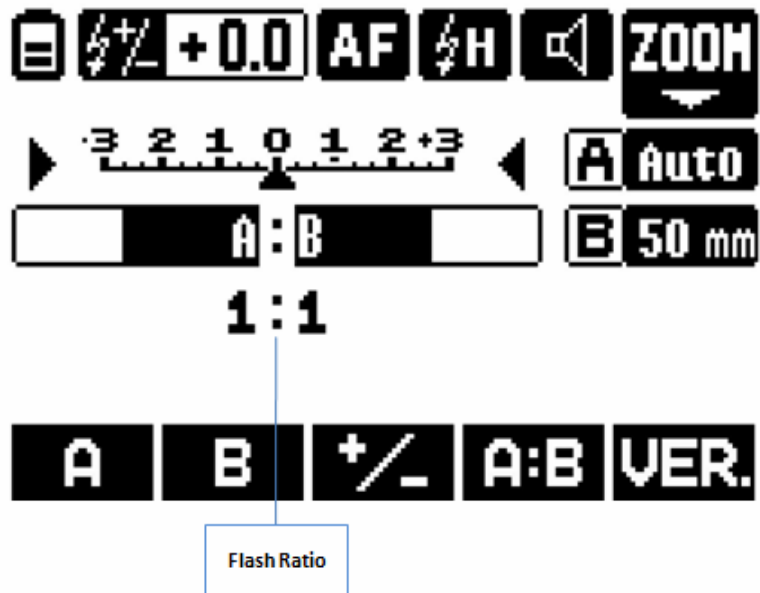 +/- +0.0 AF H ZOOM
-3 2 1 0 1 2 +3
A Auto
A:B
B 50 mm
1:1
A B +/- A:B VER.
Flash Ratio